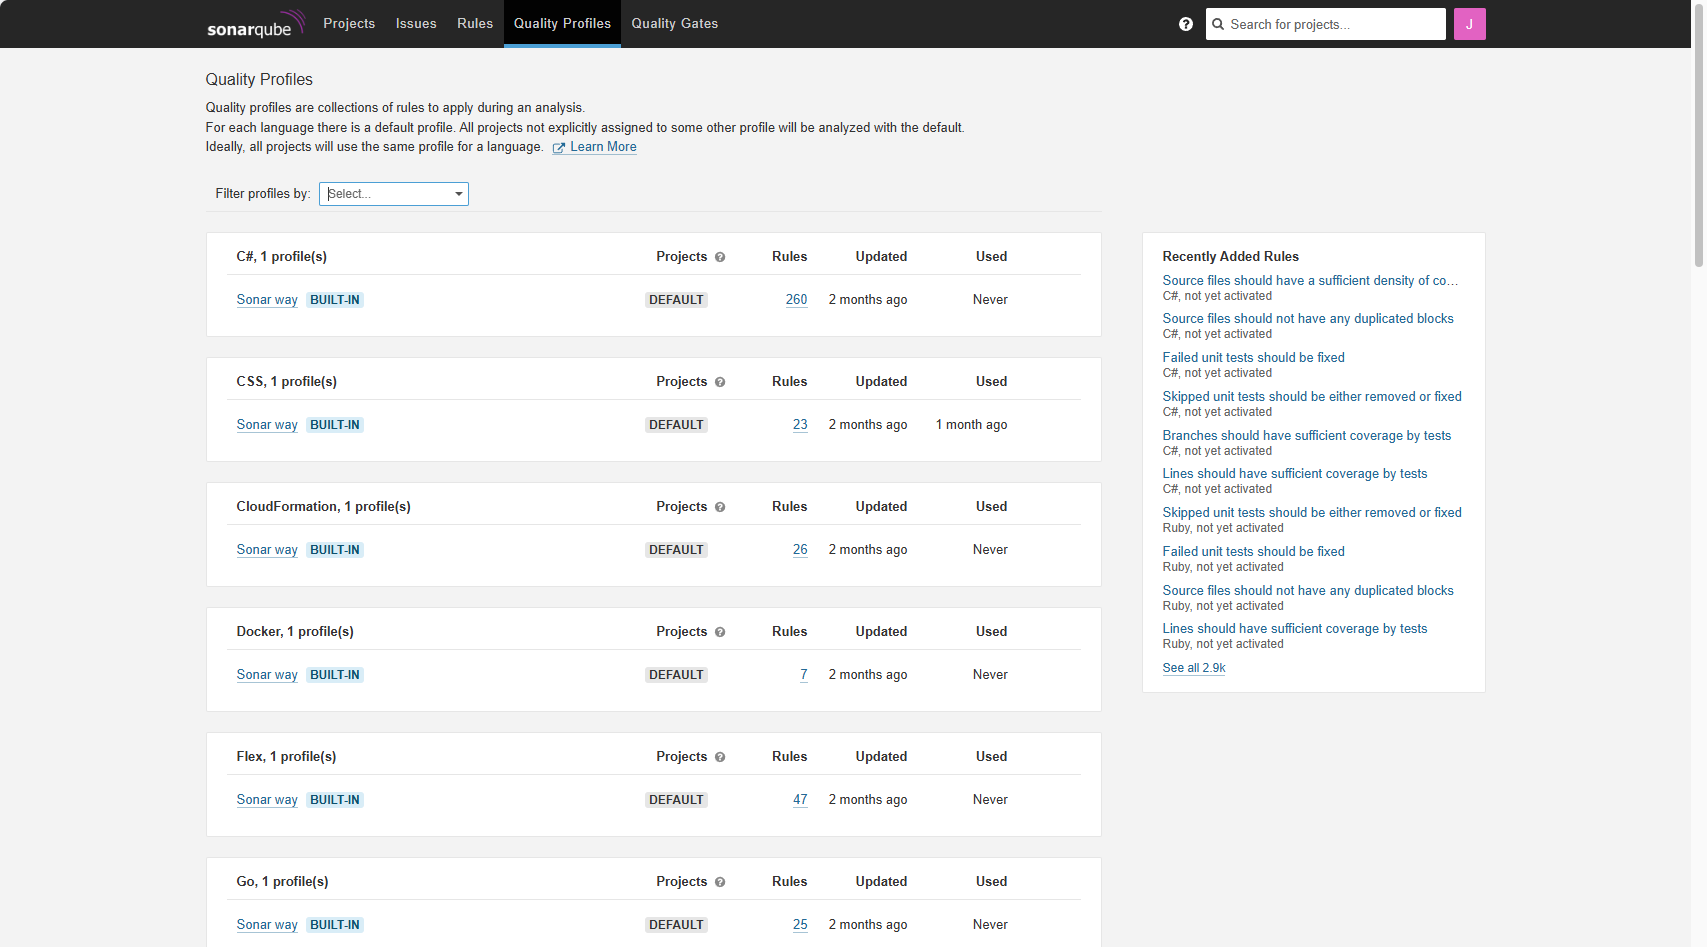 sonarqube Projects Issues Rules Quality Profiles Quality Gates ? Search for projects... J
Quality Profiles
Quality profiles are collections of rules to apply during an analysis.
For each language there is a default profile. All projects not explicitly assigned to some other profile will be analyzed with the default.
Ideally, all projects will use the same profile for a language. Learn More
Filter profiles by: Select...
C#, 1 profile(s) Projects ? Rules Updated Used
Sonar way BUILT-IN DEFAULT 260 2 months ago Never
CSS, 1 profile(s) Projects ? Rules Updated Used
Sonar way BUILT-IN DEFAULT 23 2 months ago 1 month ago
CloudFormation, 1 profile(s) Projects ? Rules Updated Used
Sonar way BUILT-IN DEFAULT 26 2 months ago Never
Docker, 1 profile(s) Projects ? Rules Updated Used
Sonar way BUILT-IN DEFAULT 7 2 months ago Never
Flex, 1 profile(s) Projects ? Rules Updated Used
Sonar way BUILT-IN DEFAULT 47 2 months ago Never
Go, 1 profile(s) Projects ? Rules Updated Used
Sonar way BUILT-IN DEFAULT 25 2 months ago Never
Recently Added Rules
Source files should have a sufficient density of co...
C#, not yet activated
Source files should not have any duplicated blocks
C#, not yet activated
Failed unit tests should be fixed
C#, not yet activated
Skipped unit tests should be either removed or fixed
C#, not yet activated
Branches should have sufficient coverage by tests
C#, not yet activated
Lines should have sufficient coverage by tests
C#, not yet activated
Skipped unit tests should be either removed or fixed
Ruby, not yet activated
Failed unit tests should be fixed
Ruby, not yet activated
Source files should not have any duplicated blocks
Ruby, not yet activated
Lines should have sufficient coverage by tests
Ruby, not yet activated
See all 2.9k